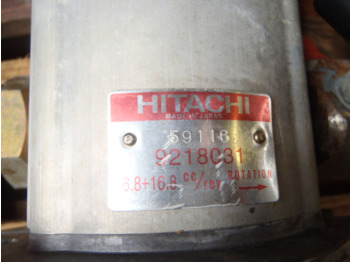 HITACHI
MADE IN JAPAN
59116
9218031
6.8+16.8 cc/rev ROTATION →